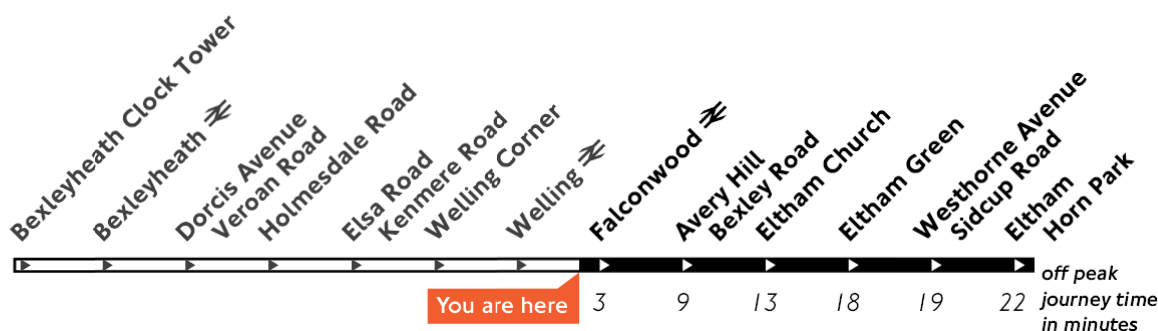 Bexleyheath Clock Tower
Bexleyheath
Dorcis Avenue
Veroan Road
Holmesdale Road
Elsa Road
Kenmere Road
Welling Corner
Welling
Falconwood
Avery Hill
Bexley Road
Eltham Church
Eltham Green
Westhorne Avenue
Sidcup Road
Eltham
Horn Park
You are here
3 9 13 18 19 22
off peak
journey time
in minutes